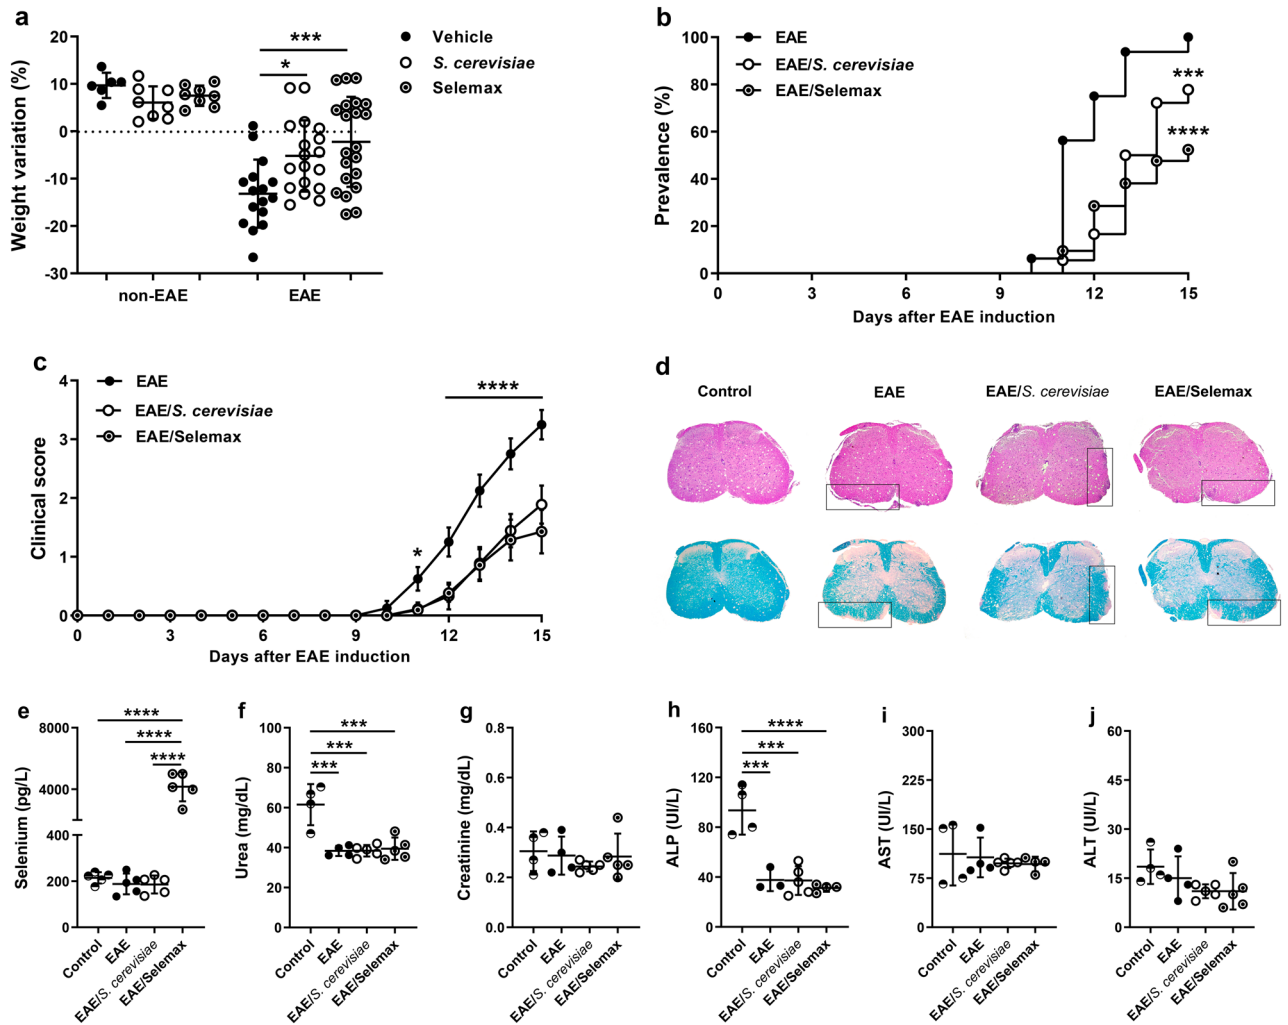 a
Weight variation (%)
20
10
0
-10
-20
-30
non-EAE
EAE
*
***
Vehicle
S. cerevisiae
Selemax
b
Prevalence (%)
100
80
60
40
20
0
0 3 6 9 12 15
Days after EAE induction
EAE
EAE/S. cerevisiae
EAE/Selemax
***
****
c
Clinical score
4
3
2
1
0
0 3 6 9 12 15
Days after EAE induction
EAE
EAE/S. cerevisiae
EAE/Selemax
*
****
d
Control
EAE
EAE/S. cerevisiae
EAE/Selemax
e
Selenium (pg/L)
8000
4000
400
200
0
****
****
****
Control
EAE
EAE/S. cerevisiae
EAE/Selemax
f
Urea (mg/dL)
100
80
60
40
20
0
***
***
***
Control
EAE
EAE/S. cerevisiae
EAE/Selemax
g
Creatinine (mg/dL)
0.8
0.6
0.4
0.2
0.0
Control
EAE
EAE/S. cerevisiae
EAE/Selemax
h
ALP (UI/L)
160
120
80
40
0
****
***
***
Control
EAE
EAE/S. cerevisiae
EAE/Selemax
i
AST (UI/L)
300
225
150
75
0
Control
EAE
EAE/S. cerevisiae
EAE/Selemax
j
ALT (UI/L)
60
45
30
15
0
Control
EAE
EAE/S. cerevisiae
EAE/Selemax